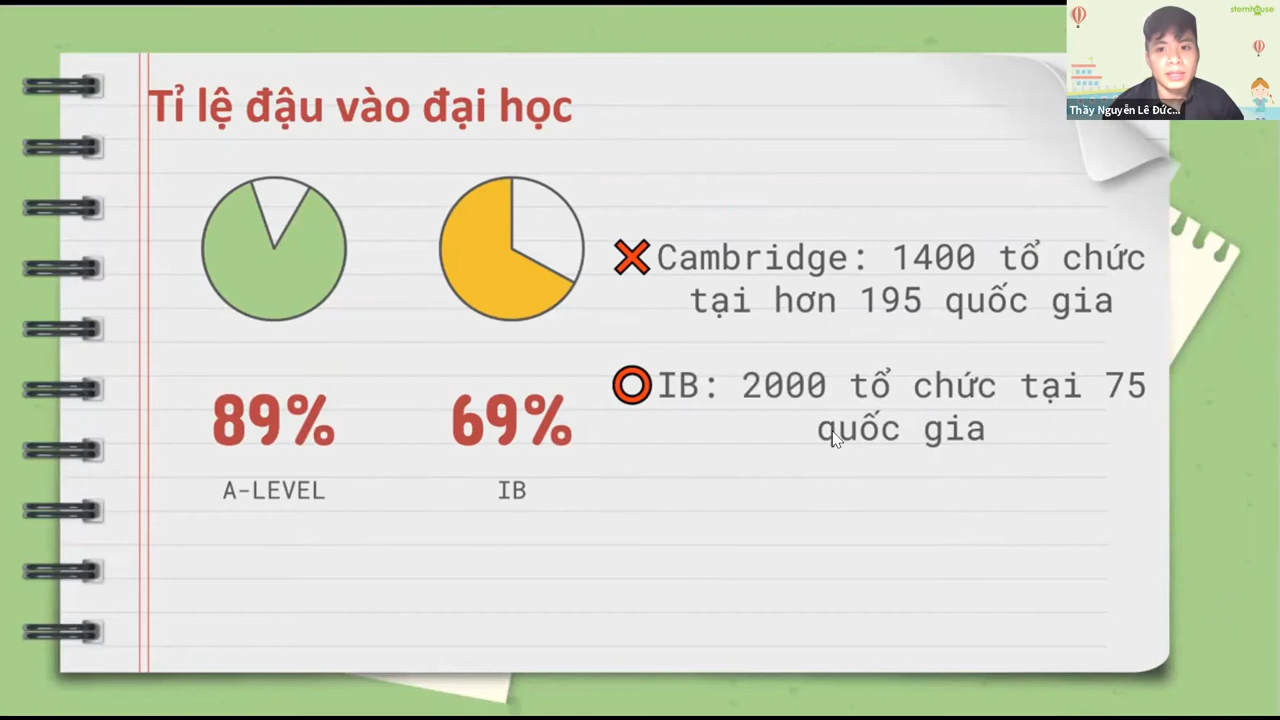 stemhouse
Thầy Nguyễn Lê Đức...
Tỉ lệ đậu vào đại học
Cambridge: 1400 tổ chức
tại hơn 195 quốc gia
IB: 2000 tổ chức tại 75
quốc gia
89%
69%
A-LEVEL
IB